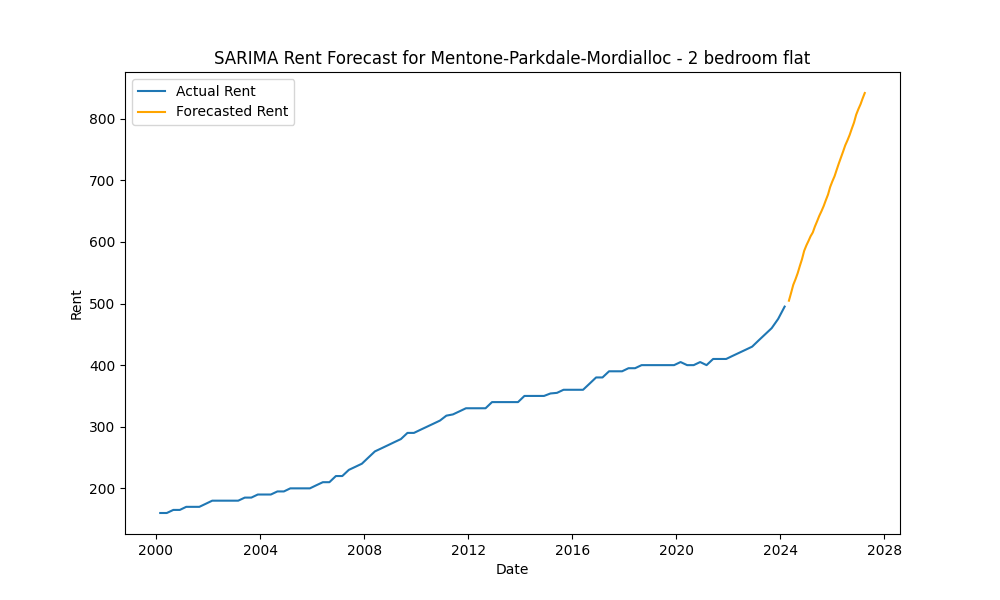 SARIMA Rent Forecast for Mentone-Parkdale-Mordialloc - 2 bedroom flat
Actual Rent
Forecasted Rent
800
700
600
500
400
300
200
Rent
2000 2004 2008 2012 2016 2020 2024 2028
Date